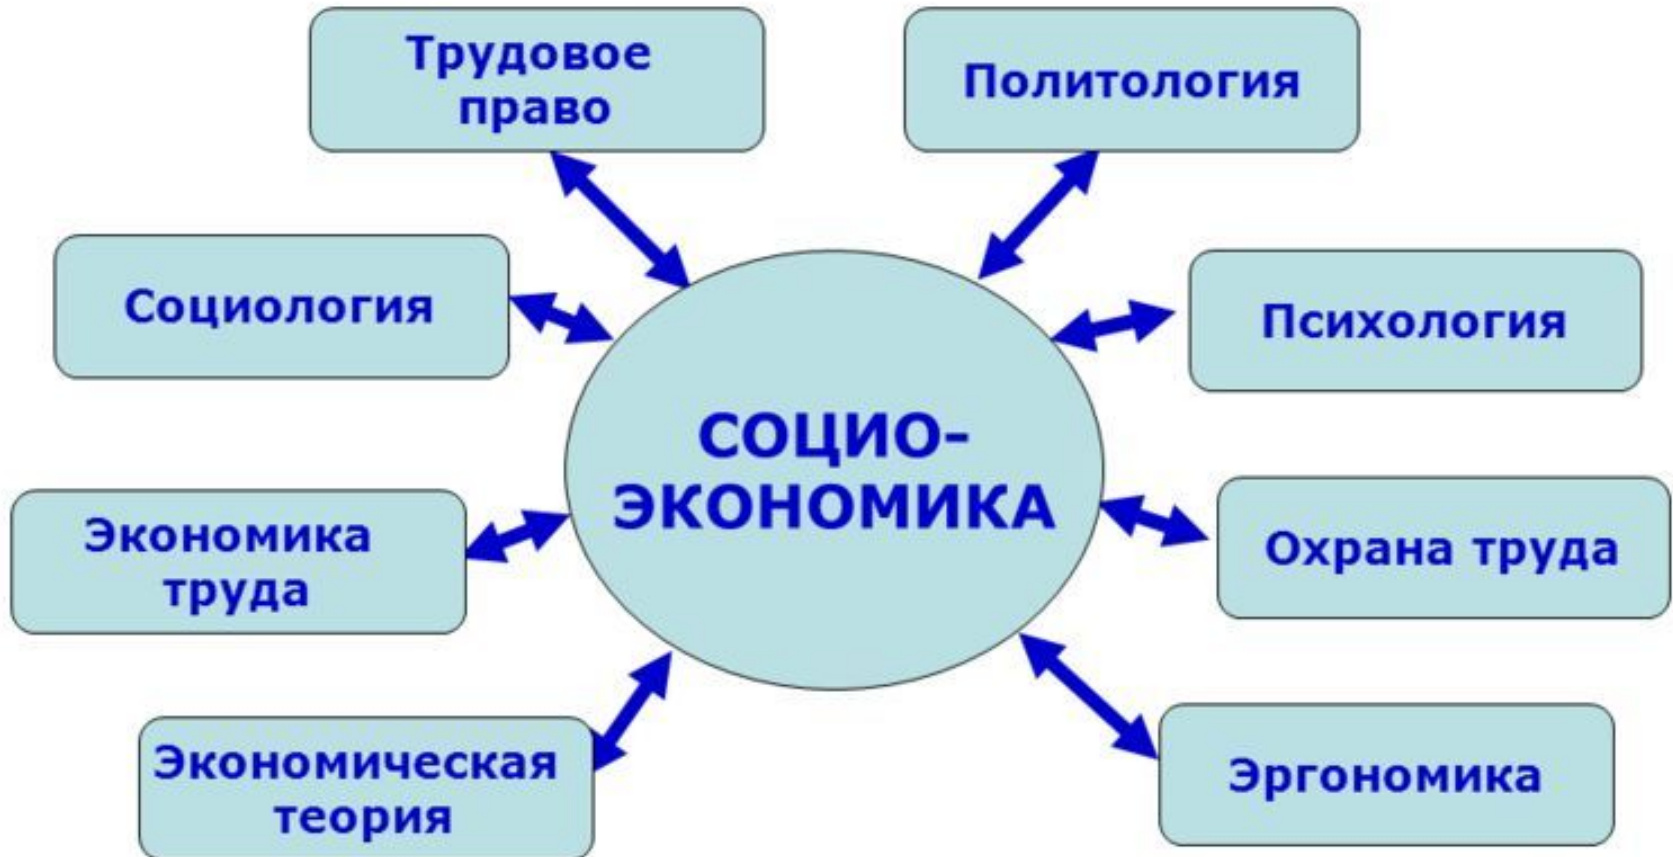 Трудовое
право
Политология
Социология
Психология
СОЦИО-
ЭКОНОМИКА
Экономика
труда
Охрана труда
Экономическая
теория
Эргономика